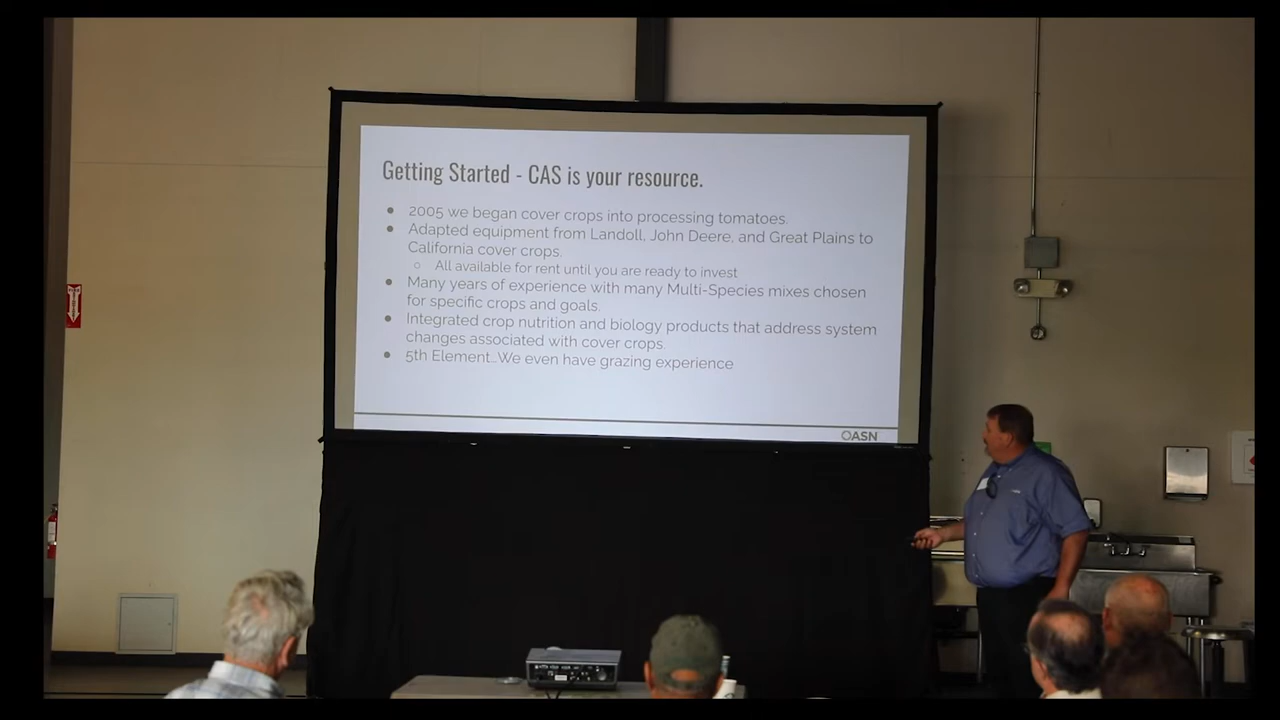 Getting Started - CAS is your resource.
● 2005 we began cover crops into processing tomatoes.
● Adapted equipment from Landoll, John Deere, and Great Plains to
California cover crops.
○ All available for rent until you are ready to invest
● Many years of experience with many Multi-Species mixes chosen
for specific crops and goals.
● Integrated crop nutrition and biology products that address system
changes associated with cover crops.
● 5th Element...We even have grazing experience
OASN